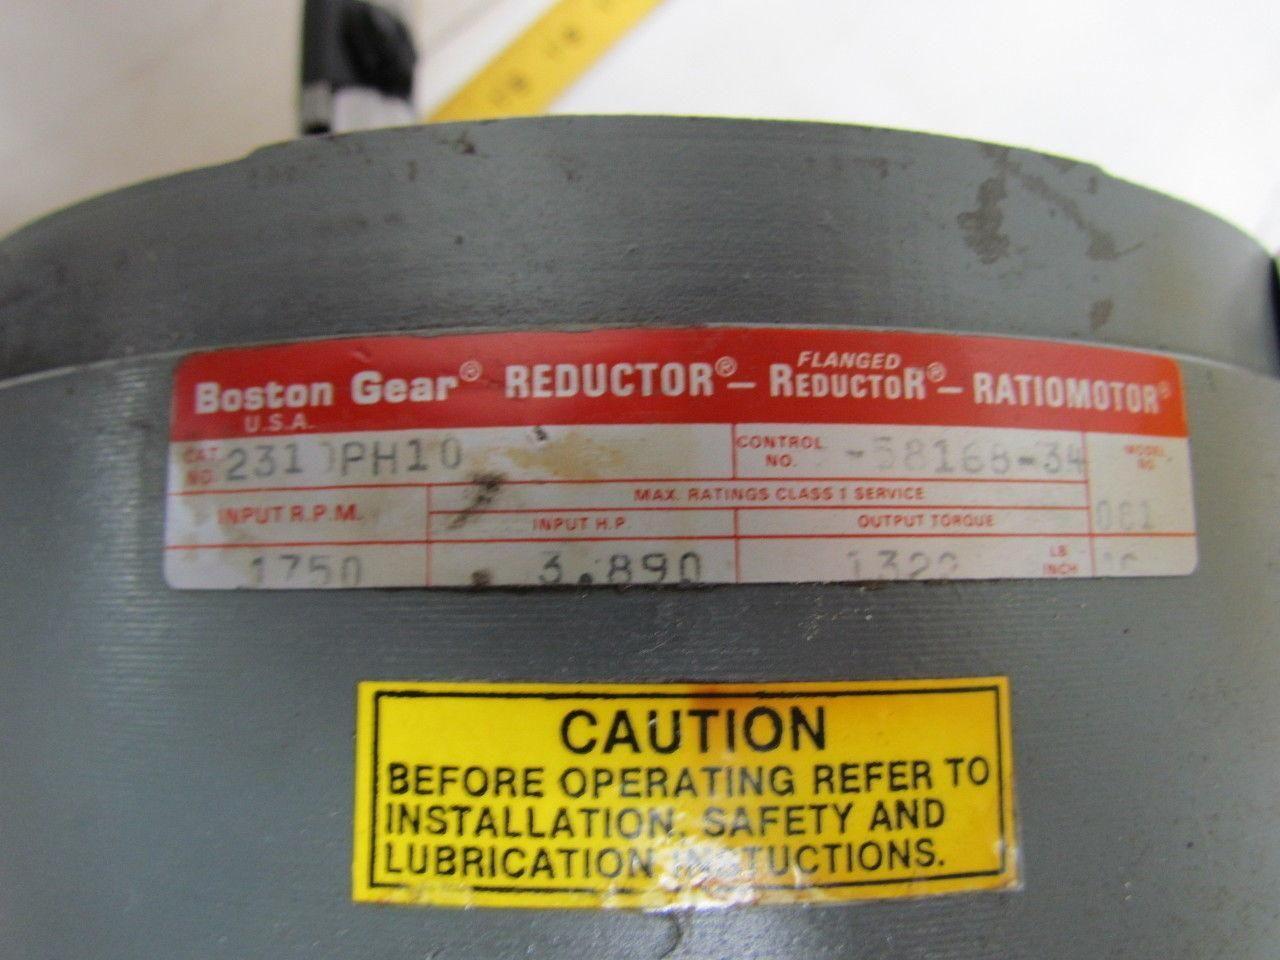 Boston Gear® REDUCTOR® – FLANGED REDUCTOR® – RATIOMOTOR®
U.S.A.
CAT. NO. CONTROL NO. MODEL NO.
MAX. RATINGS CLASS 1 SERVICE
INPUT R.P.M. INPUT H.P. OUTPUT TORQUE
1750 3.890 LB INCH
CAUTION
BEFORE OPERATING REFER TO
INSTALLATION, SAFETY AND
LUBRICATION